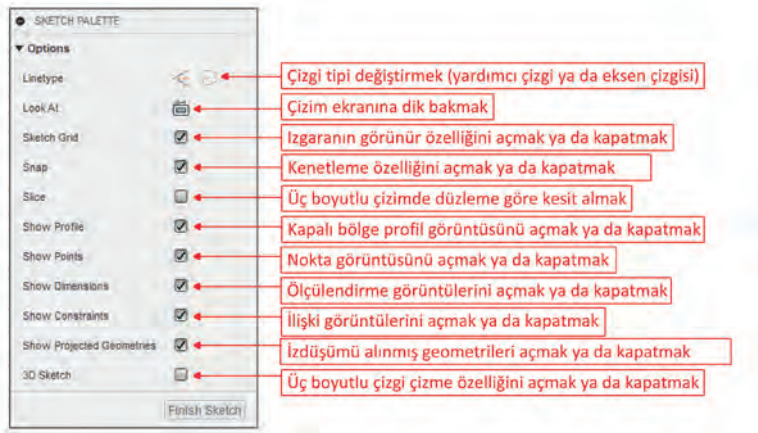 SKETCH PALETTE
Options
Linetype Çizgi tipi değiştirmek (yardımcı çizgi ya da eksen çizgisi)
Look At Çizim ekranına dik bakmak
Sketch Grid Izgaranın görünür özelliğini açmak ya da kapatmak
Snap Kenetleme özelliğini açmak ya da kapatmak
Slice Üç boyutlu çizimde düzleme göre kesit almak
Show Profile Kapalı bölge profil görüntüsünü açmak ya da kapatmak
Show Points Nokta görüntüsünü açmak ya da kapatmak
Show Dimensions Ölçülendirme görüntülerini açmak ya da kapatmak
Show Constraints İlişki görüntülerini açmak ya da kapatmak
Show Projected Geometries İzdüşümü alınmış geometrileri açmak ya da kapatmak
3D Sketch Üç boyutlu çizgi çizme özelliğini açmak ya da kapatmak
Finish Sketch